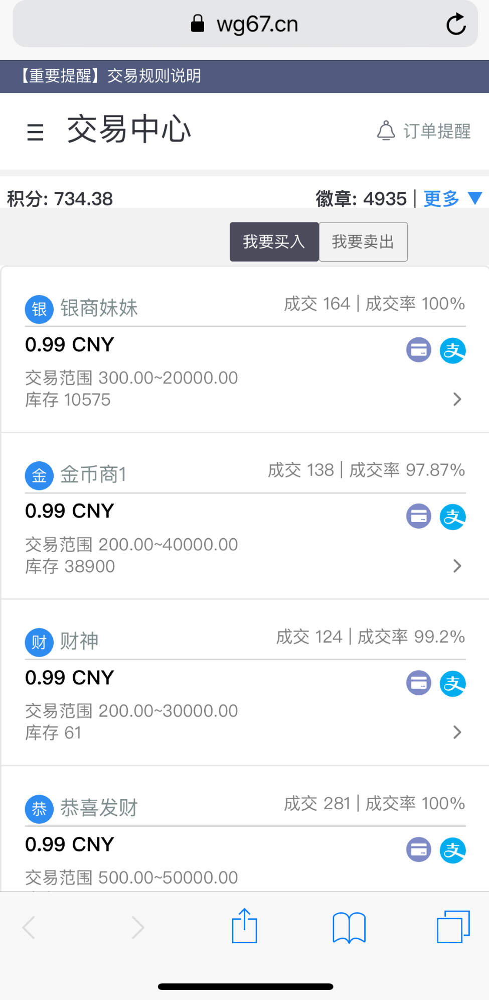 wg67.cn
【重要提醒】交易规则说明
交易中心
订单提醒
积分: 734.38
徽章: 4935 | 更多 ▼
我要买入
我要卖出
银 银商妹妹
成交 164 | 成交率 100%
0.99 CNY
支
交易范围 300.00~20000.00
库存 10575
金 金币商1
成交 138 | 成交率 97.87%
0.99 CNY
支
交易范围 200.00~40000.00
库存 38900
财 财神
成交 124 | 成交率 99.2%
0.99 CNY
支
交易范围 200.00~30000.00
库存 61
恭 恭喜发财
成交 281 | 成交率 100%
0.99 CNY
支
交易范围 500.00~50000.00